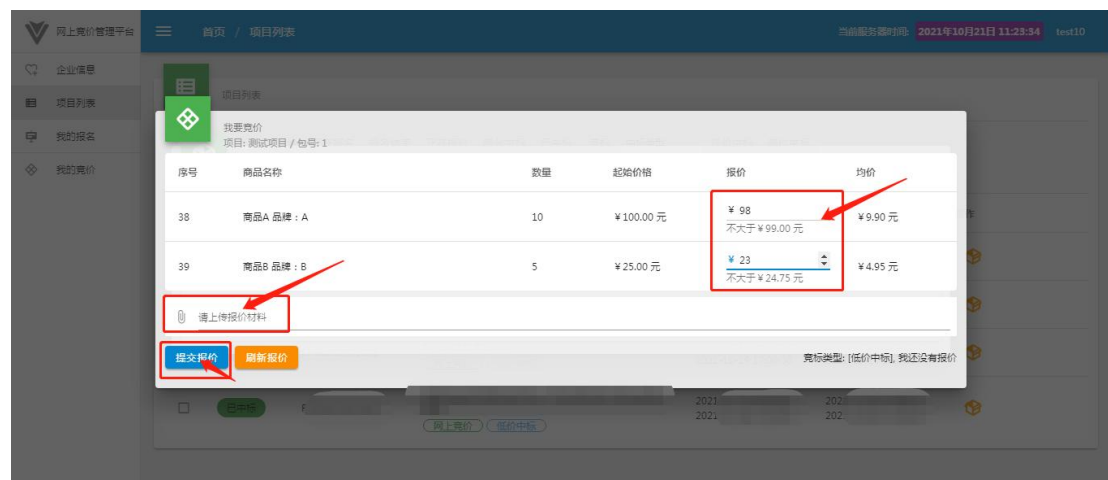 网上竞价管理平台
首页 / 项目列表
当前服务器时间: 2021年10月21日 11:23:34 test10
企业信息
项目列表
我的报名
我的竞价
项目列表
我要竞价
项目: 测试项目 / 包号: 1
序号 商品名称 数量 起始价格 报价 均价
38 商品A 品牌：A 10 ¥100.00 元 ¥ 98 ¥9.90 元
不大于¥99.00 元
39 商品B 品牌：B 5 ¥25.00 元 ¥ 23 ¥4.95 元
不大于¥24.75 元
请上传报价材料
提交报价 刷新报价 竞标类型: [低价中标], 我还没有报价
已中标 2021 202
2021 202
网上竞价 低价中标